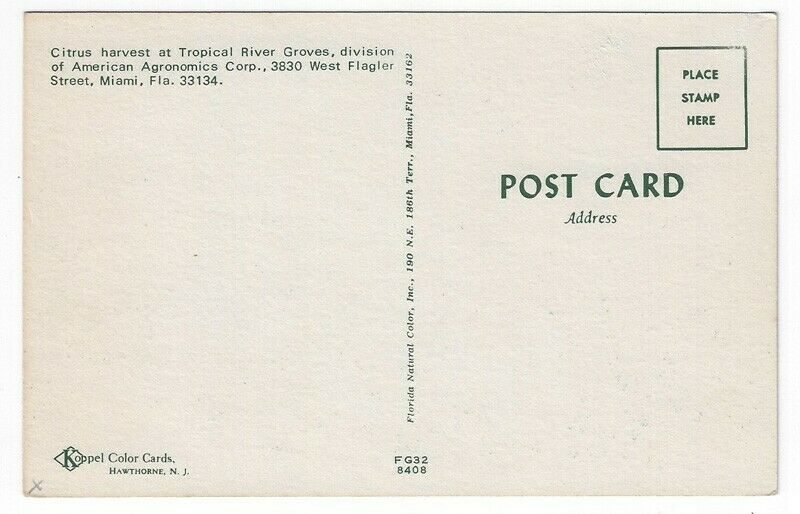 Citrus harvest at Tropical River Groves, division
of American Agronomics Corp., 3830 West Flagler
Street, Miami, Fla. 33134.
Florida Natural Color, Inc., 190 N.E. 186th Terr., Miami, Fla. 33162
PLACE
STAMP
HERE
POST CARD
Address
Koppel Color Cards,
HAWTHORNE, N. J.
FG32
8408
x